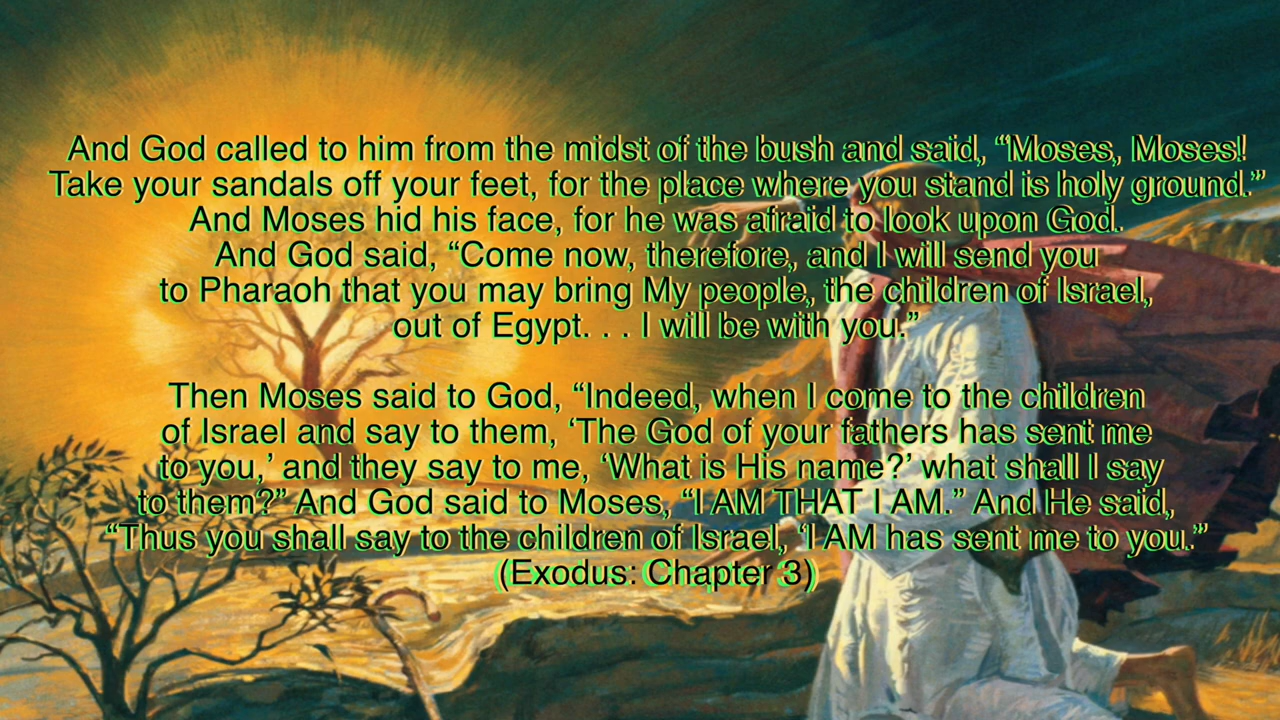 And God called to him from the midst of the bush and said, “Moses, Moses!
Take your sandals off your feet, for the place where you stand is holy ground.”
And Moses hid his face, for he was afraid to look upon God.
And God said, “Come now, therefore, and I will send you
to Pharaoh that you may bring My people, the children of Israel,
out of Egypt. . . I will be with you.”
Then Moses said to God, “Indeed, when I come to the children
of Israel and say to them, ‘The God of your fathers has sent me
to you,’ and they say to me, ‘What is His name?’ what shall I say
to them?” And God said to Moses, “I AM THAT I AM.” And He said,
“Thus you shall say to the children of Israel, ‘I AM has sent me to you.”
(Exodus: Chapter 3)